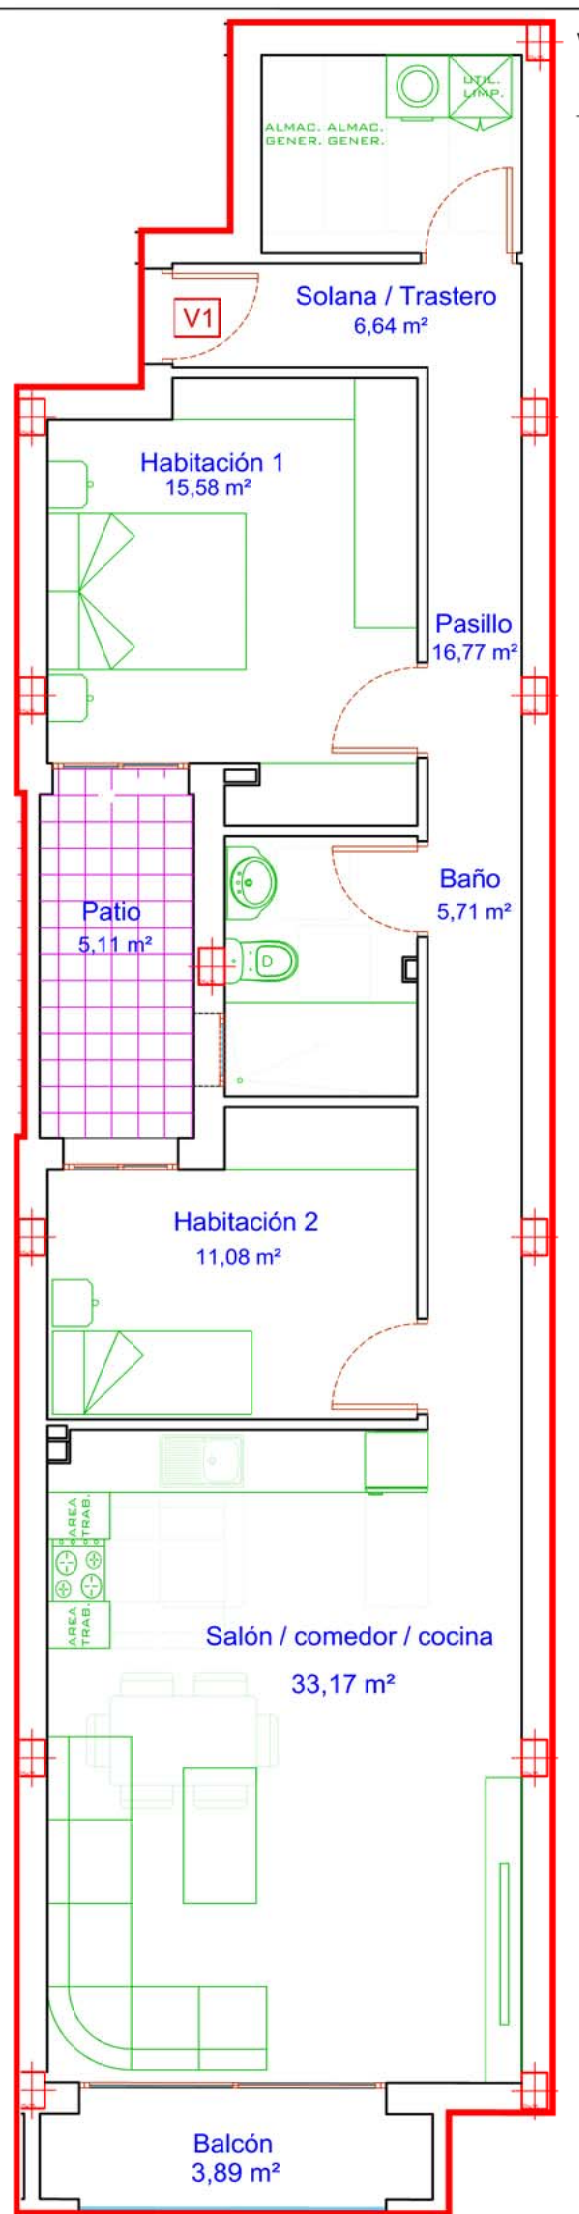 UTIL.
LIMP.
ALMAC. ALMAC.
GENER. GENER.
Solana / Trastero
6,64 m²
V1
Habitación 1
15,58 m²
Pasillo
16,77 m²
Baño
5,71 m²
Patio
5,11 m²
Habitación 2
11,08 m²
AREA
TRAB.
AREA
TRAB.
Salón / comedor / cocina
33,17 m²
Balcón
3,89 m²